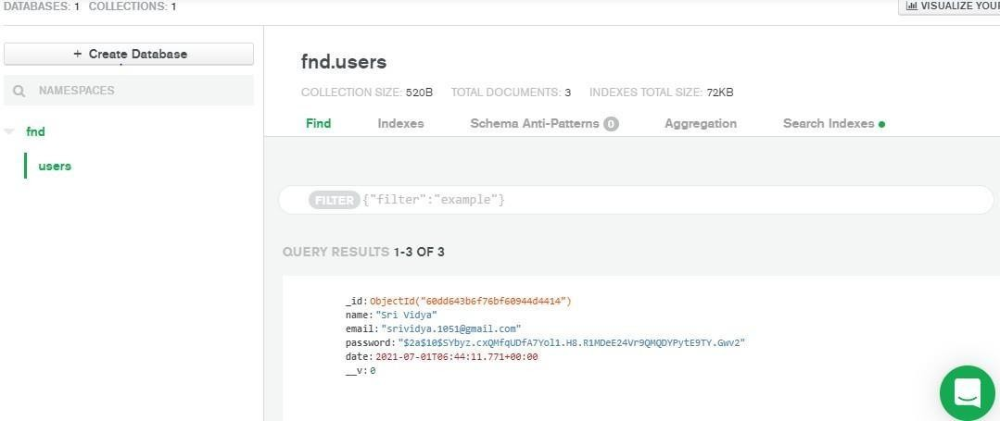 DATABASES: 1 COLLECTIONS: 1
VISUALIZE YOUR
+ Create Database
NAMESPACES
fnd
users
fnd.users
COLLECTION SIZE: 520B TOTAL DOCUMENTS: 3 INDEXES TOTAL SIZE: 72KB
Find Indexes Schema Anti-Patterns 0 Aggregation Search Indexes
FILTER {"filter":"example"}
QUERY RESULTS 1-3 OF 3
_id: ObjectId("60dd643b6f76bf60944d4414")
name: "Sri Vidya"
email: "srividya.1051@gmail.com"
password: "$2a$10$SYbyz.cxQMfqUDfA7Yol1.H8.R1MDeE24Vr9QMQDYPytE9TY.Gwv2"
date: 2021-07-01T06:44:11.771+00:00
__v: 0